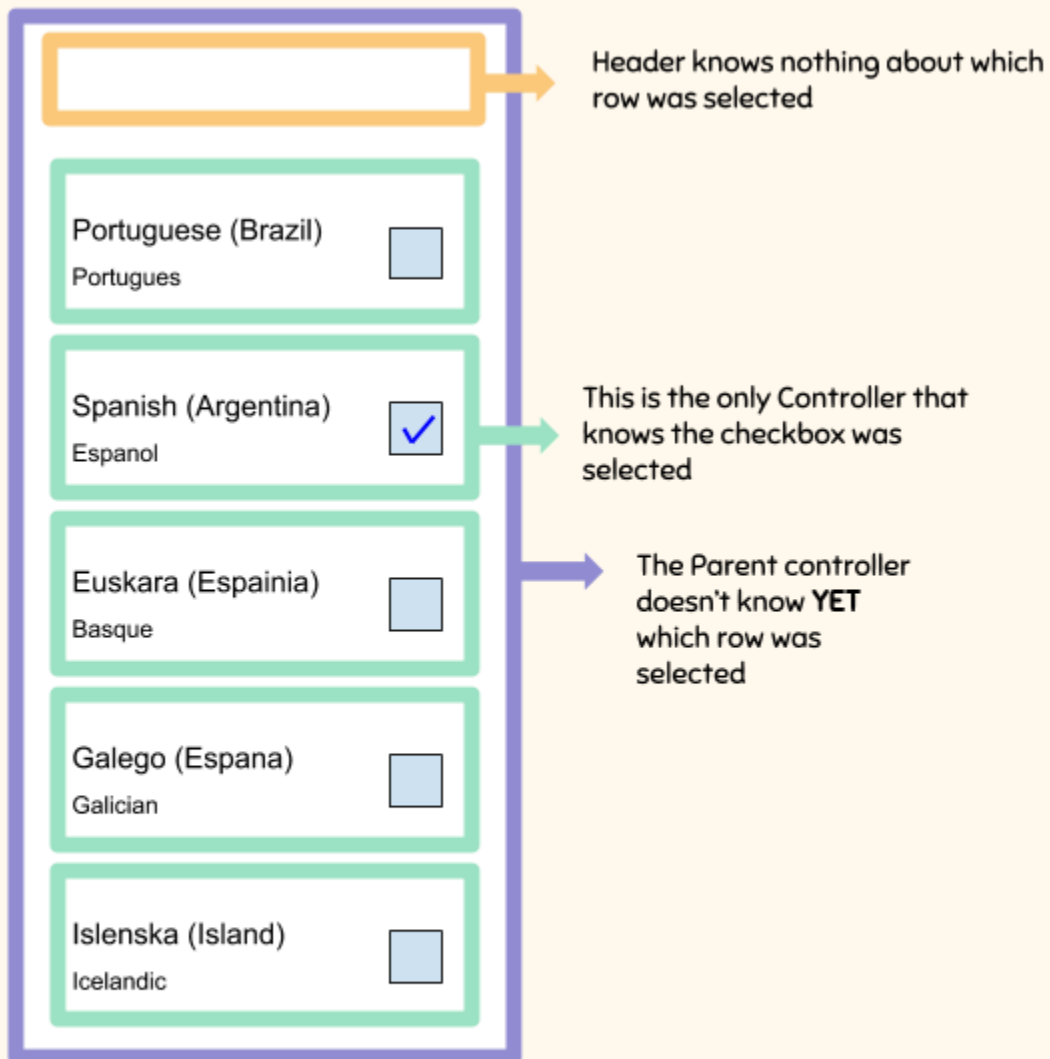 Header knows nothing about which
row was selected
Portuguese (Brazil)
Portugues
Spanish (Argentina)
Espanol
This is the only Controller that
knows the checkbox was
selected
Euskara (Espainia)
Basque
The Parent controller
doesn't know YET
which row was
selected
Galego (Espana)
Galician
Islenska (Island)
Icelandic